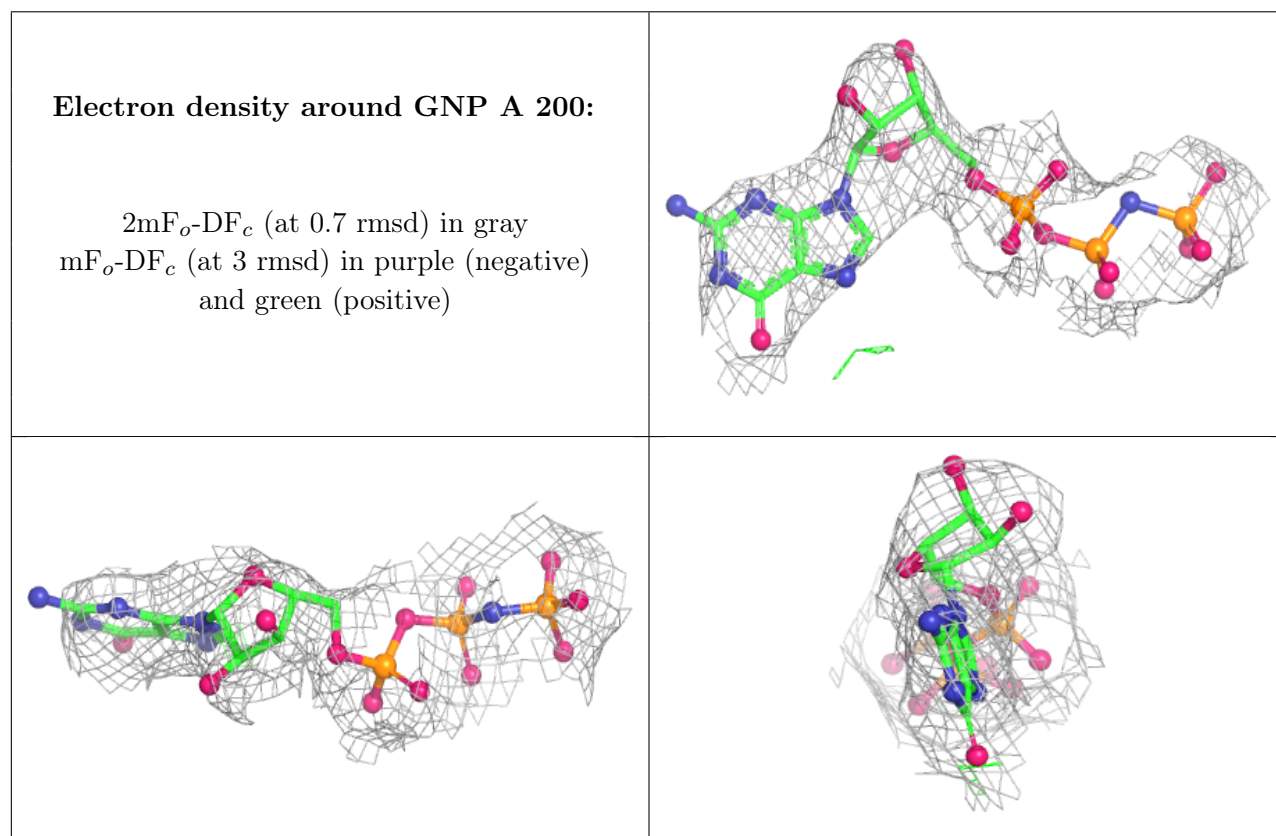 Electron density around GNP A 200:
2mFo-DFc (at 0.7 rmsd) in gray
mFo-DFc (at 3 rmsd) in purple (negative)
and green (positive)